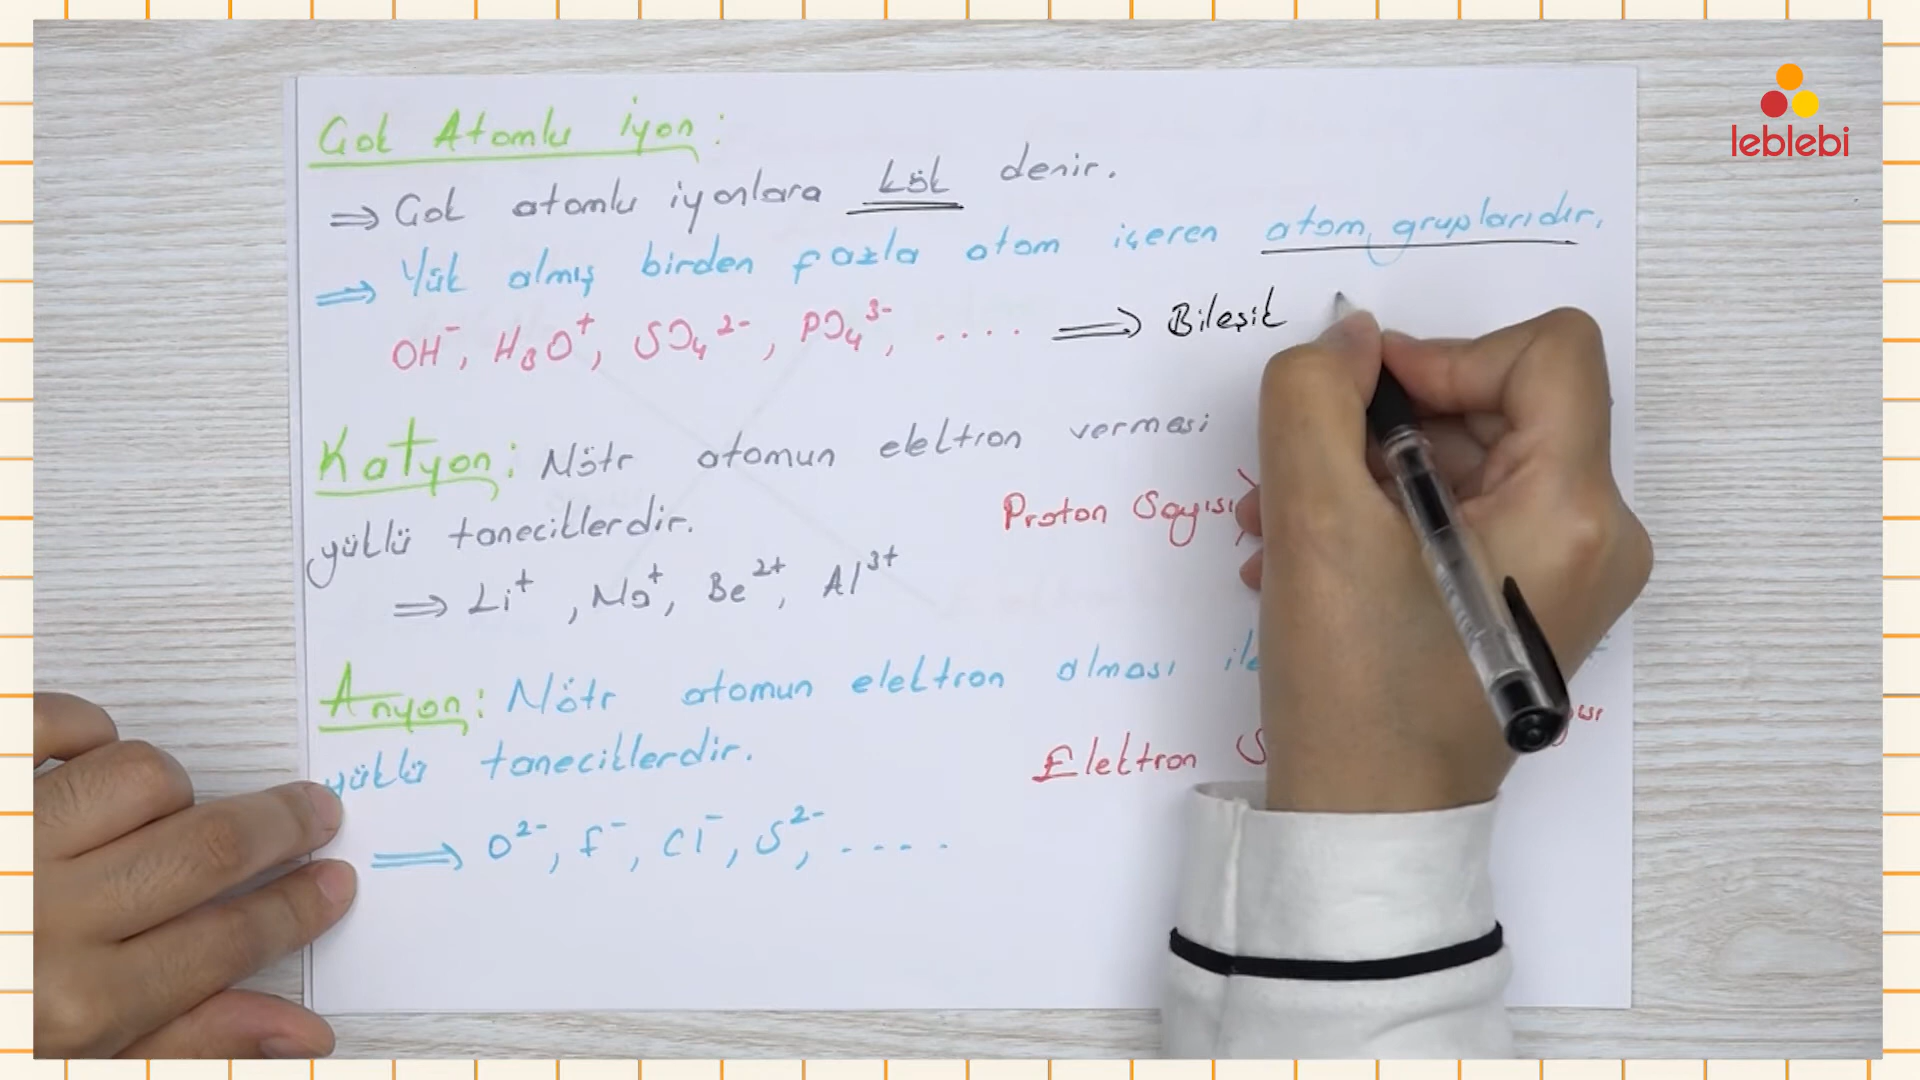 leblebi
Çok Atomlu İyon:
⇒ Çok atomlu iyonlara kök denir.
⇒ Yük almış birden fazla atom içeren atom gruplarıdır.
OH⁻, H₃O⁺, SO₄²⁻, PO₄³⁻, .... ⇒ Bileşik
Katyon: Nötr atomun elektron vermesi
yüklü taneciklerdir.
Proton Sayısı >
⇒ Li⁺, Na⁺, Be²⁺, Al³⁺
Anyon: Nötr atomun elektron alması ile
yüklü taneciklerdir.
Elektron S
⇒ O²⁻, F⁻, Cl⁻, S²⁻, ....